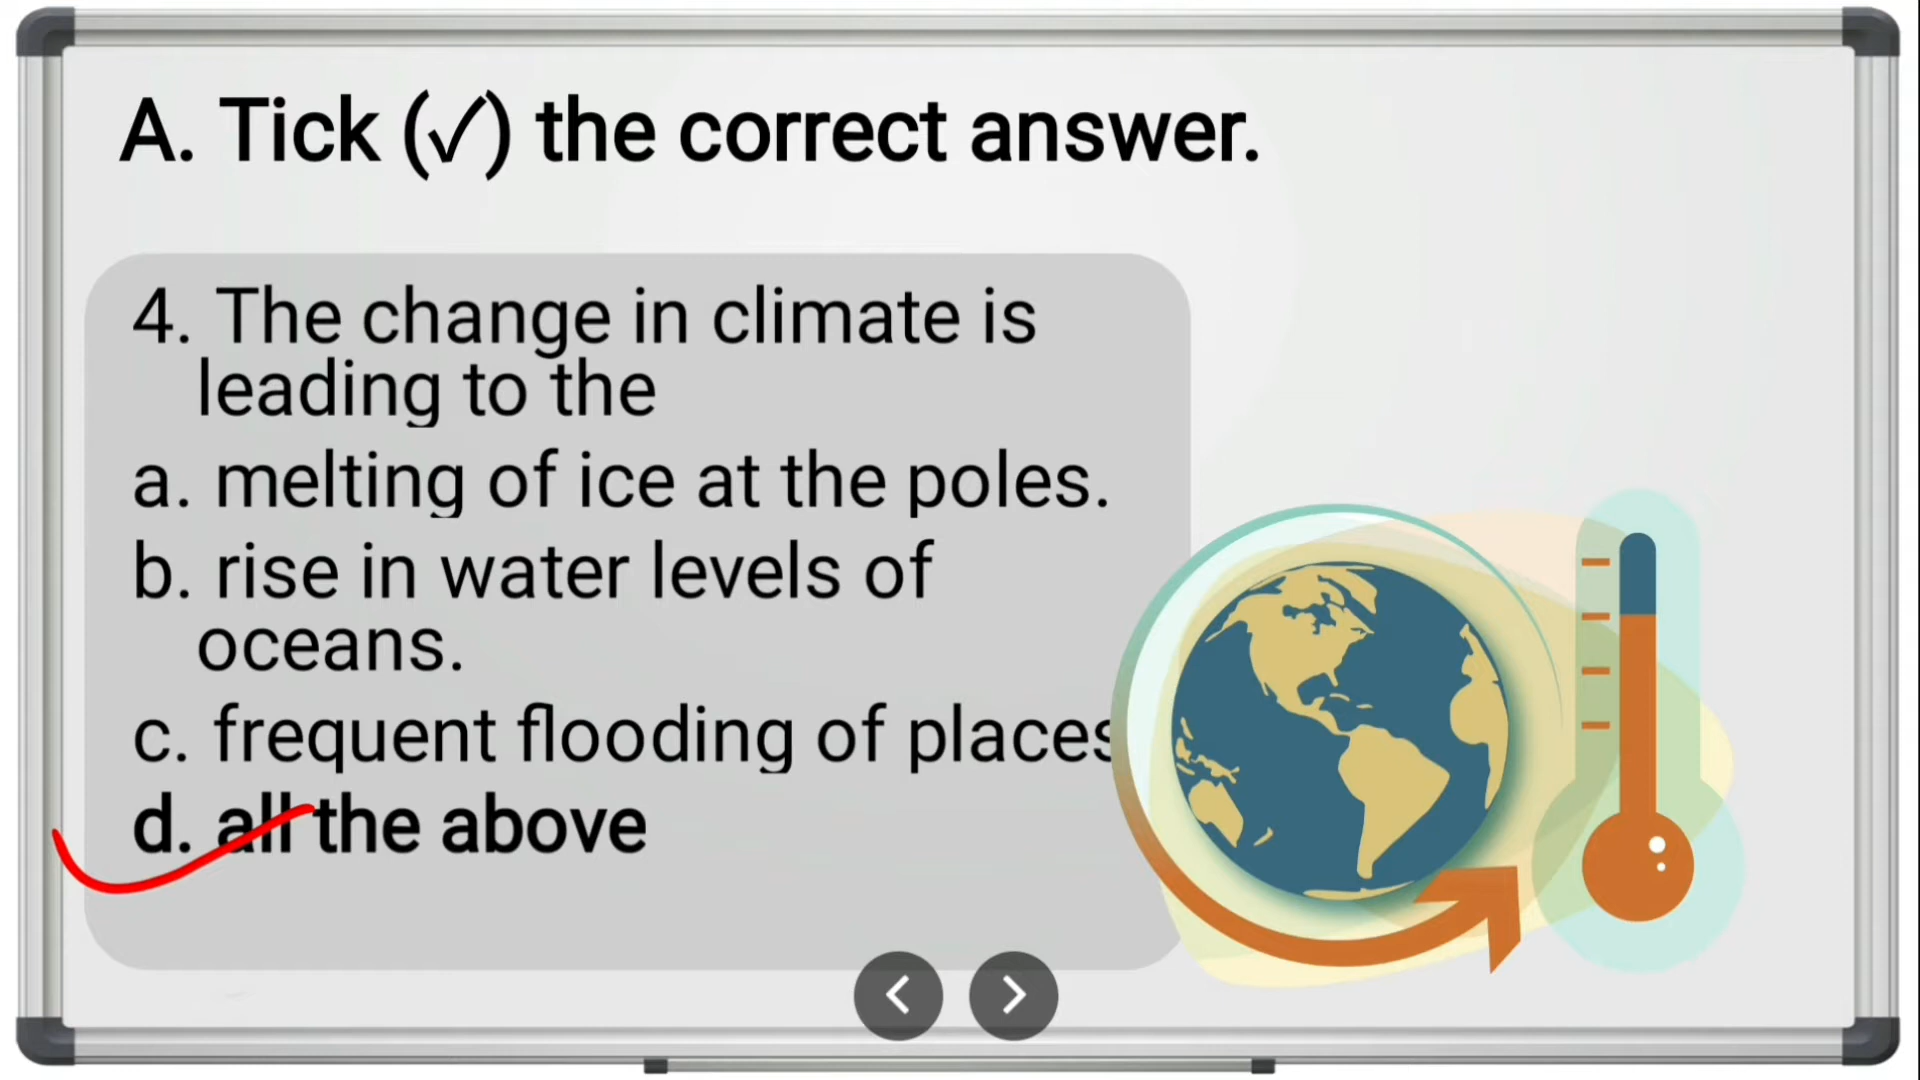 A. Tick (✓) the correct answer.
4. The change in climate is
leading to the
a. melting of ice at the poles.
b. rise in water levels of
oceans.
c. frequent flooding of places
d. all the above